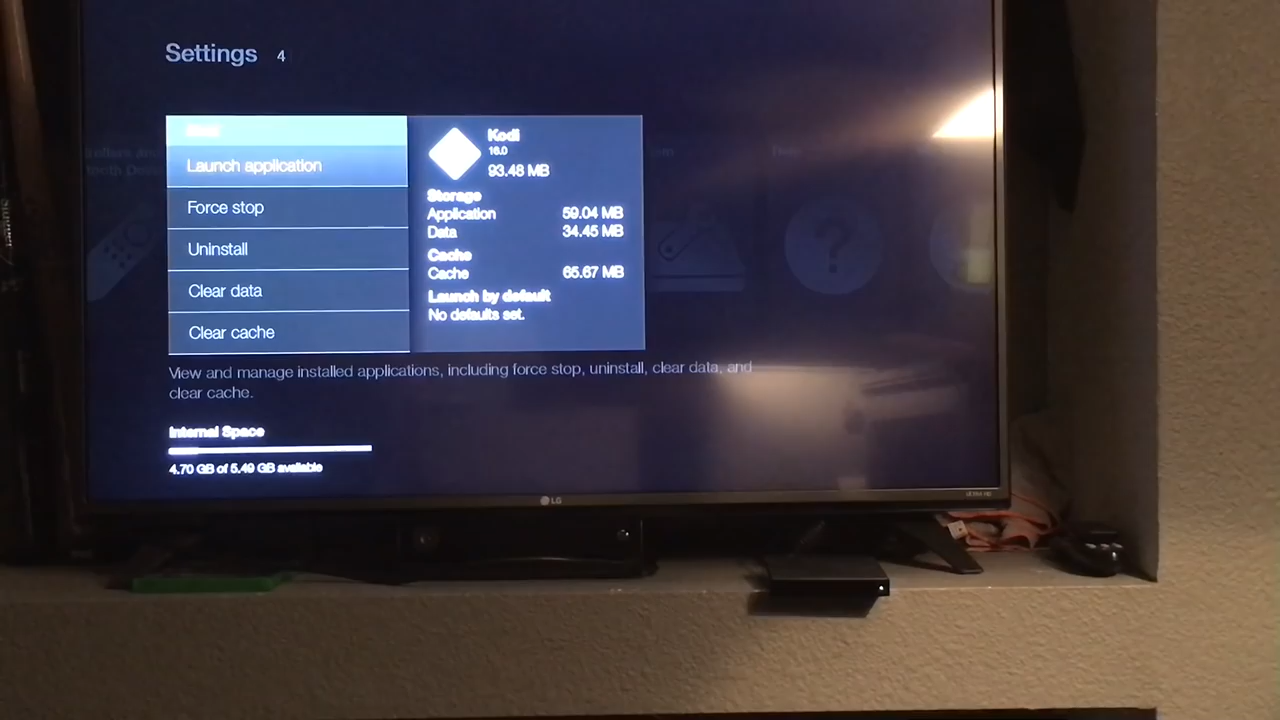 Settings 4
Launch application
Force stop
Uninstall
Clear data
Clear cache
Kodi
16.0
93.48 MB
Storage
Application 59.04 MB
Data 34.45 MB
Cache
Cache 65.67 MB
Launch by default
No defaults set.
View and manage installed applications, including force stop, uninstall, clear data, and
clear cache.
Internal Space
4.70 GB of 5.49 GB available
LG
ULTRA HD